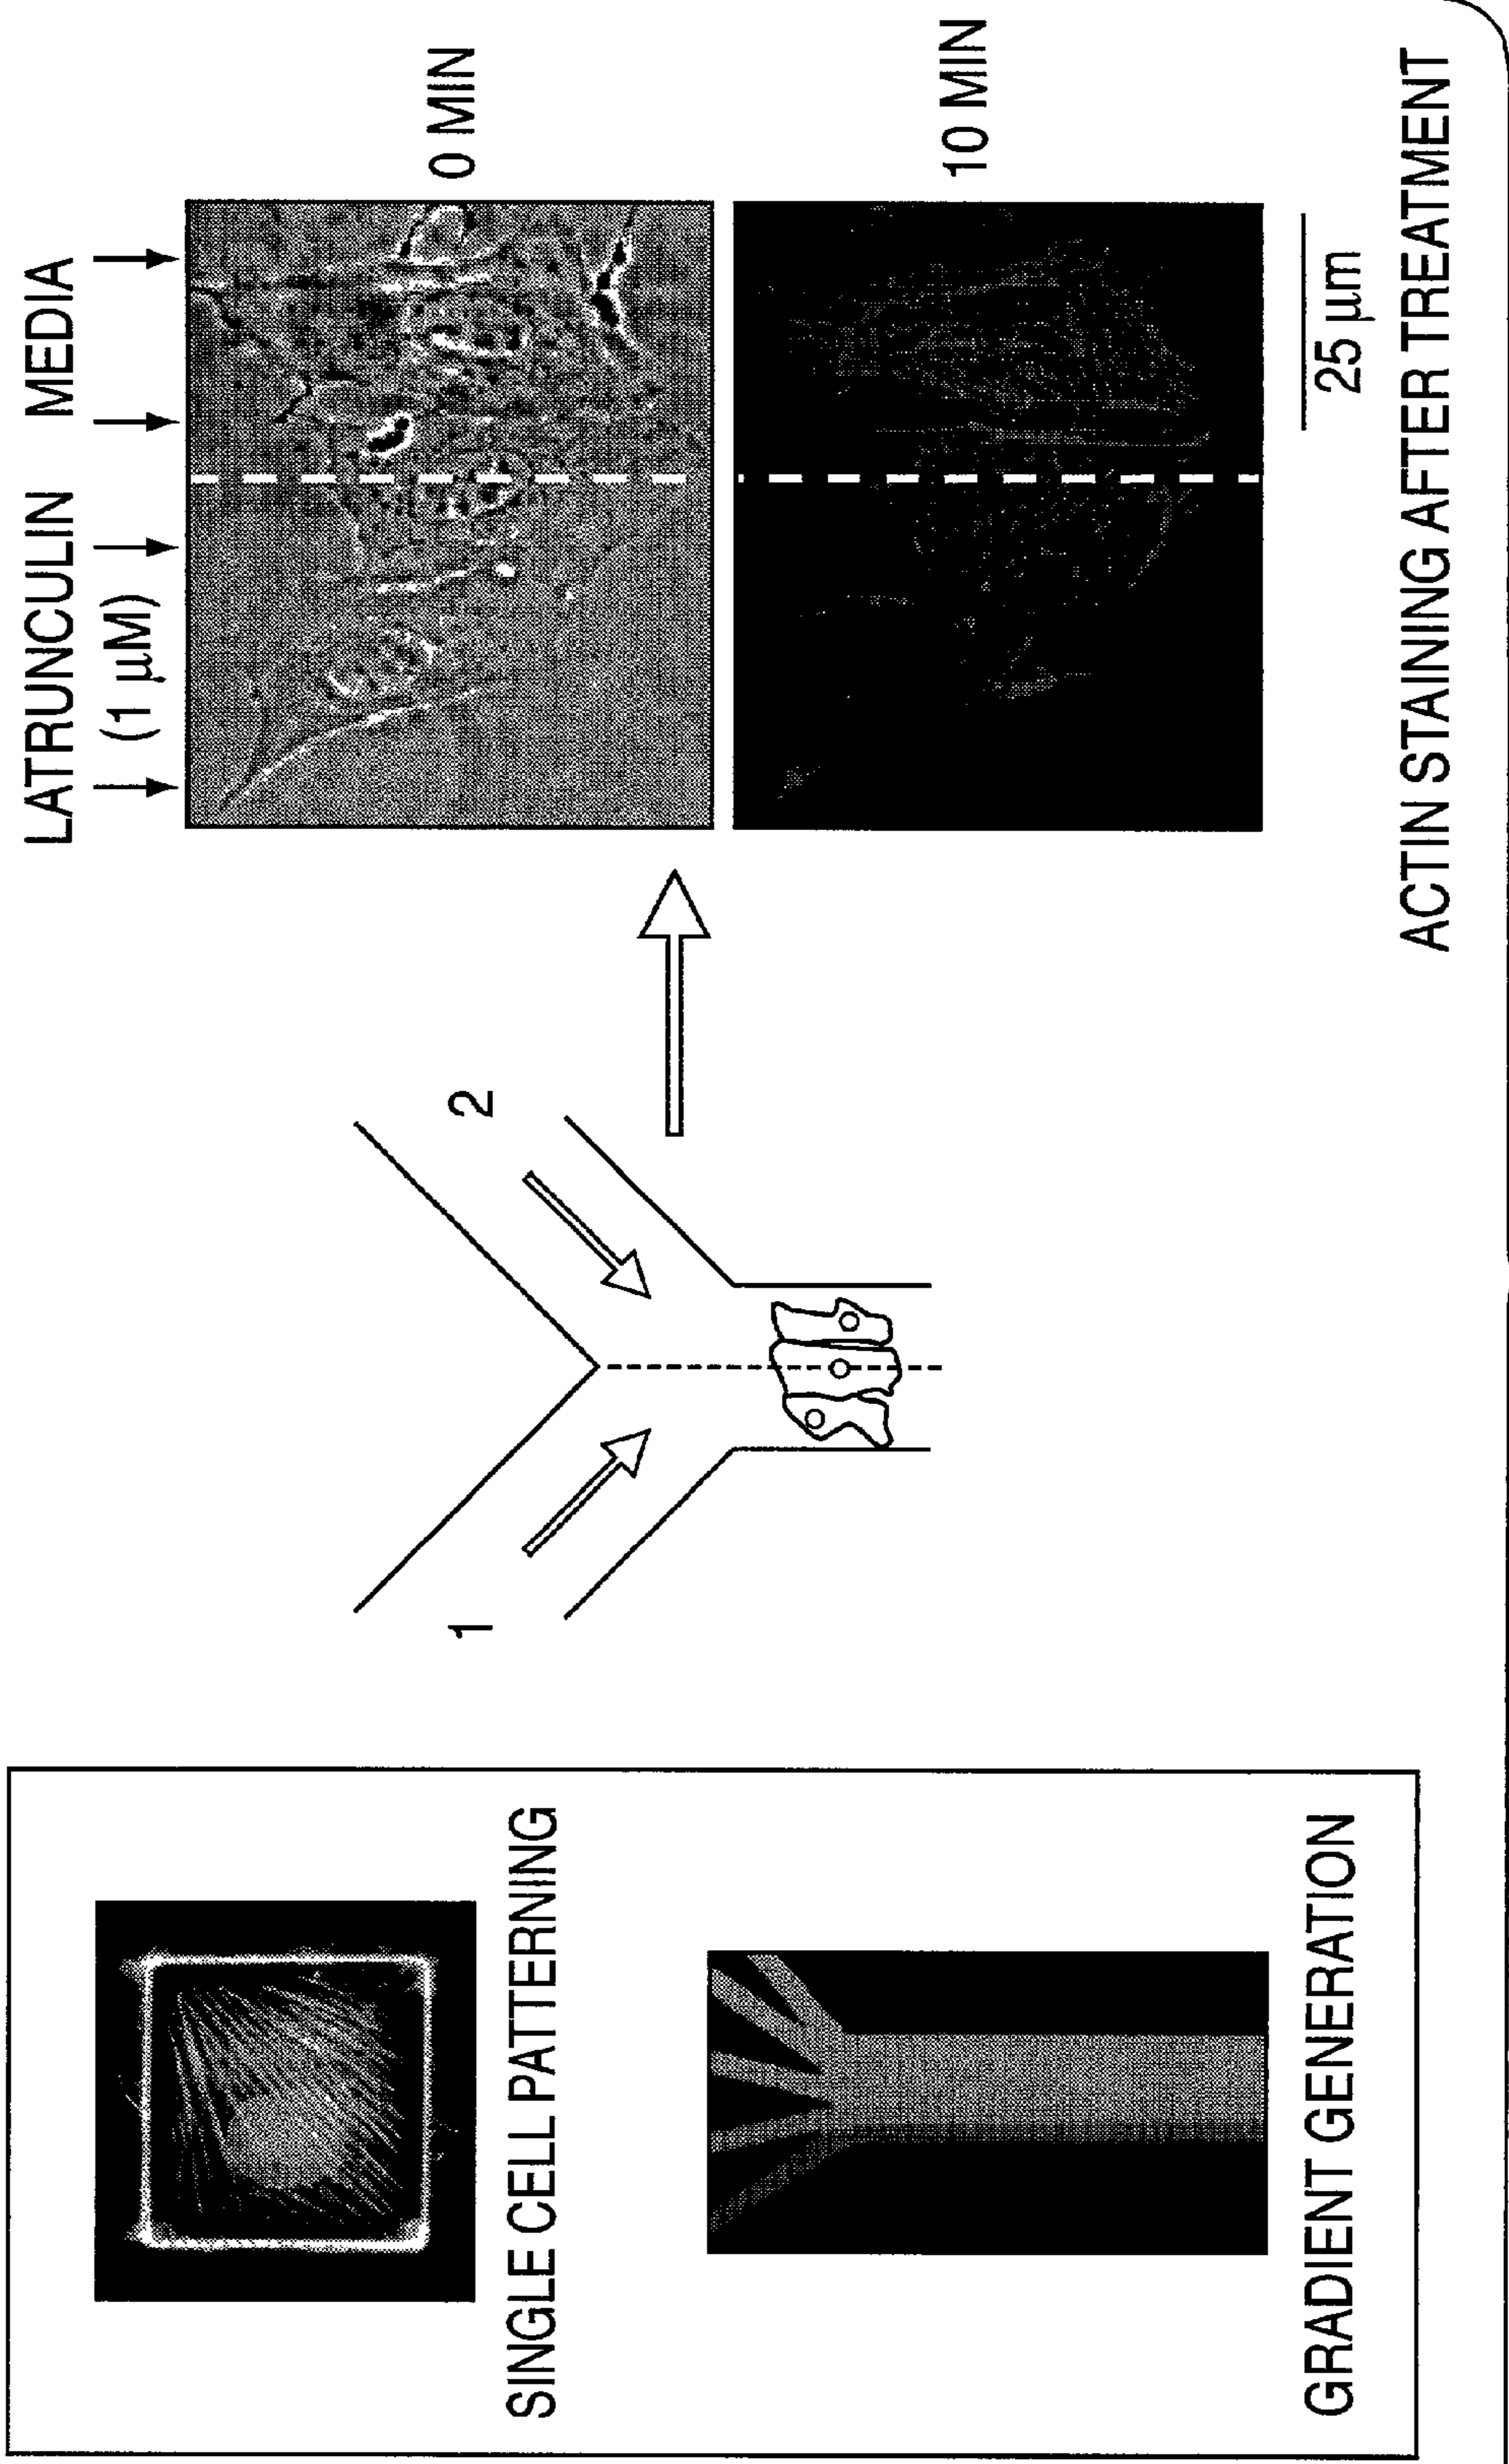 SINGLE CELL PATTERNING
GRADIENT GENERATION
1
2
LATRUNCULIN
(1 μM)
MEDIA
0 MIN
10 MIN
25 μm
ACTIN STAINING AFTER TREATMENT